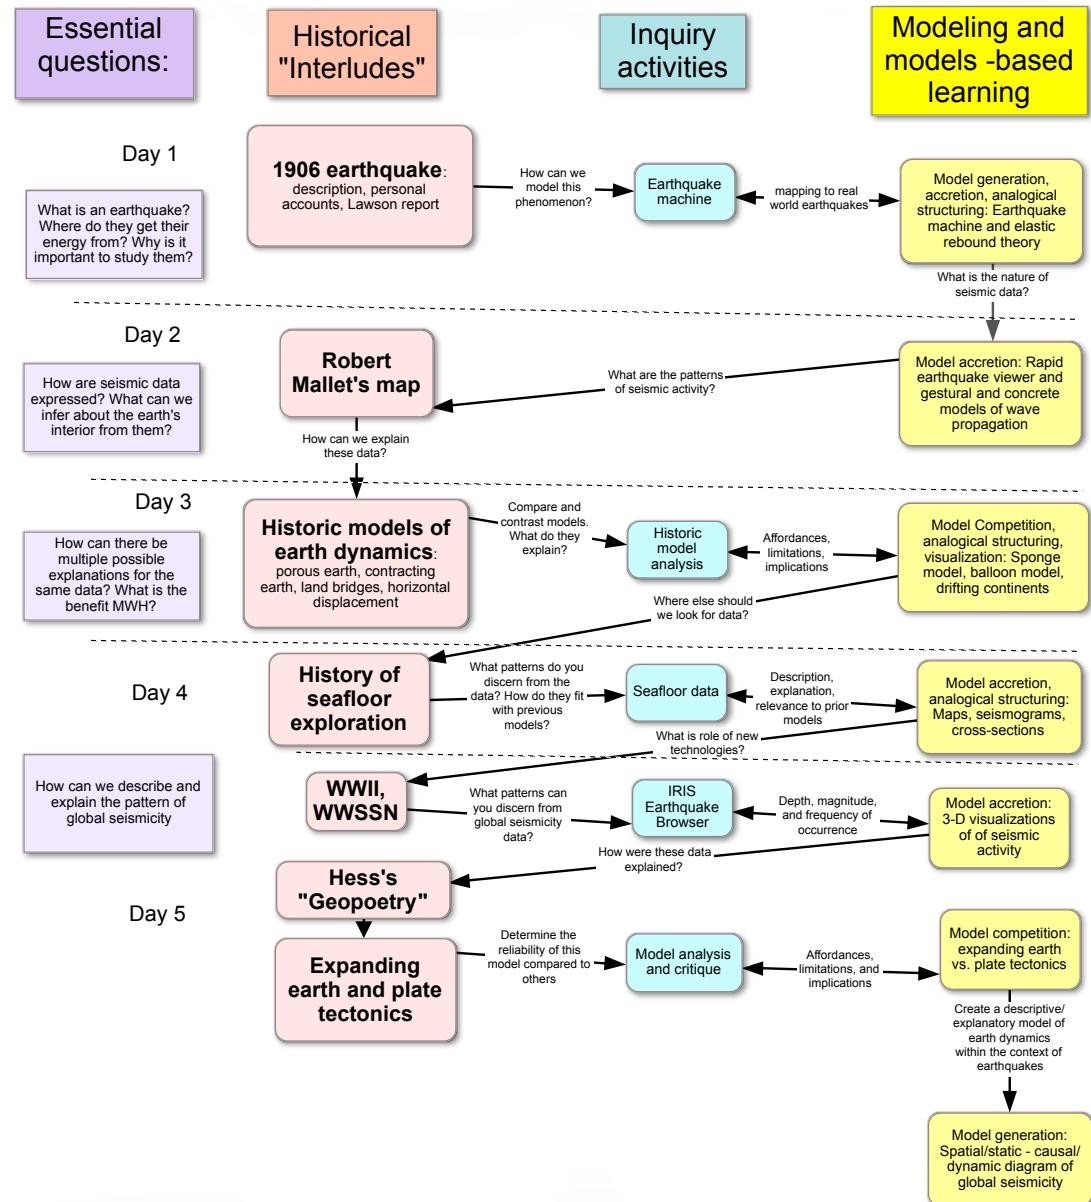 Essential
questions:
Historical
"Interludes"
Inquiry
activities
Modeling and
models -based
learning
Day 1
What is an earthquake?
Where do they get their
energy from? Why is it
important to study them?
1906 earthquake:
description, personal
accounts, Lawson report
How can we
model this
phenomenon?
Earthquake
machine
mapping to real
world earthquakes
Model generation,
accretion, analogical
structuring: Earthquake
machine and elastic
rebound theory
What is the nature of
seismic data?
Day 2
How are seismic data
expressed? What can we
infer about the earth's
interior from them?
Robert
Mallet's map
What are the patterns
of seismic activity?
Model accretion: Rapid
earthquake viewer and
gestural and concrete
models of wave
propagation
How can we explain
these data?
Day 3
How can there be
multiple possible
explanations for the
same data? What is the
benefit MWH?
Historic models of
earth dynamics:
porous earth, contracting
earth, land bridges, horizontal
displacement
Compare and
contrast models.
What do they
explain?
Historic
model
analysis
Affordances,
limitations,
implications
Model Competition,
analogical structuring,
visualization: Sponge
model, balloon model,
drifting continents
Where else should
we look for data?
Day 4
History of
seafloor
exploration
What patterns do you
discern from the
data? How do they fit
with previous
models?
Seafloor data
Description,
explanation,
relevance to prior
models
Model accretion,
analogical structuring:
Maps, seismograms,
cross-sections
What is role of new
technologies?
How can we describe and
explain the pattern of
global seismicity
WWII,
WWSSN
What patterns can
you discern from
global seismicity
data?
IRIS
Earthquake
Browser
Depth, magnitude,
and frequency of
occurrence
Model accretion:
3-D visualizations
of of seismic
activity
How were these data
explained?
Hess's
"Geopoetry"
Day 5
Expanding
earth and plate
tectonics
Determine the
reliability of this
model compared to
others
Model analysis
and critique
Affordances,
limitations, and
implications
Model competition:
expanding earth
vs. plate tectonics
Create a descriptive/
explanatory model of
earth dynamics
within the context of
earthquakes
Model generation:
Spatial/static - causal/
dynamic diagram of
global seismicity